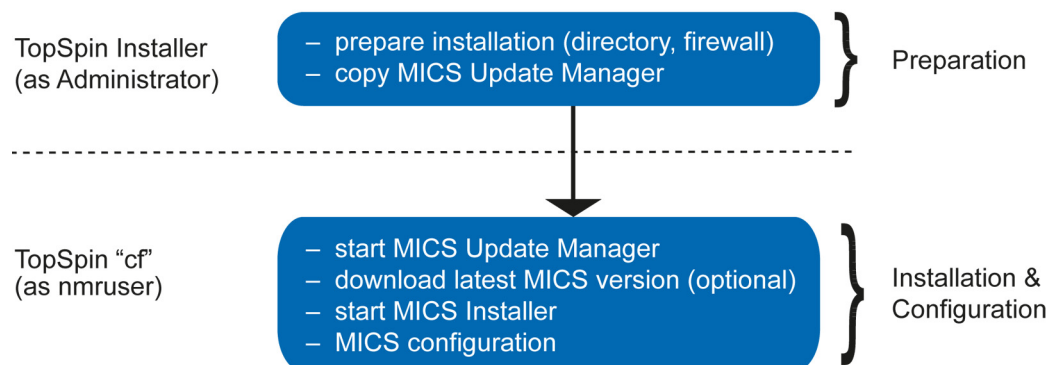 TopSpin Installer
(as Administrator)
– prepare installation (directory, firewall)
– copy MICS Update Manager
Preparation
TopSpin “cf”
(as nmruser)
– start MICS Update Manager
– download latest MICS version (optional)
– start MICS Installer
– MICS configuration
Installation &
Configuration